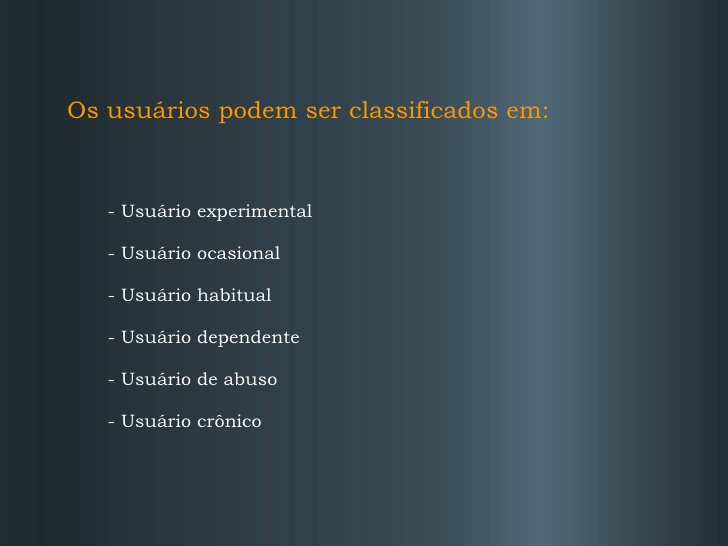 Os usuários podem ser classificados em:
- Usuário experimental
- Usuário ocasional
- Usuário habitual
- Usuário dependente
- Usuário de abuso
- Usuário crônico